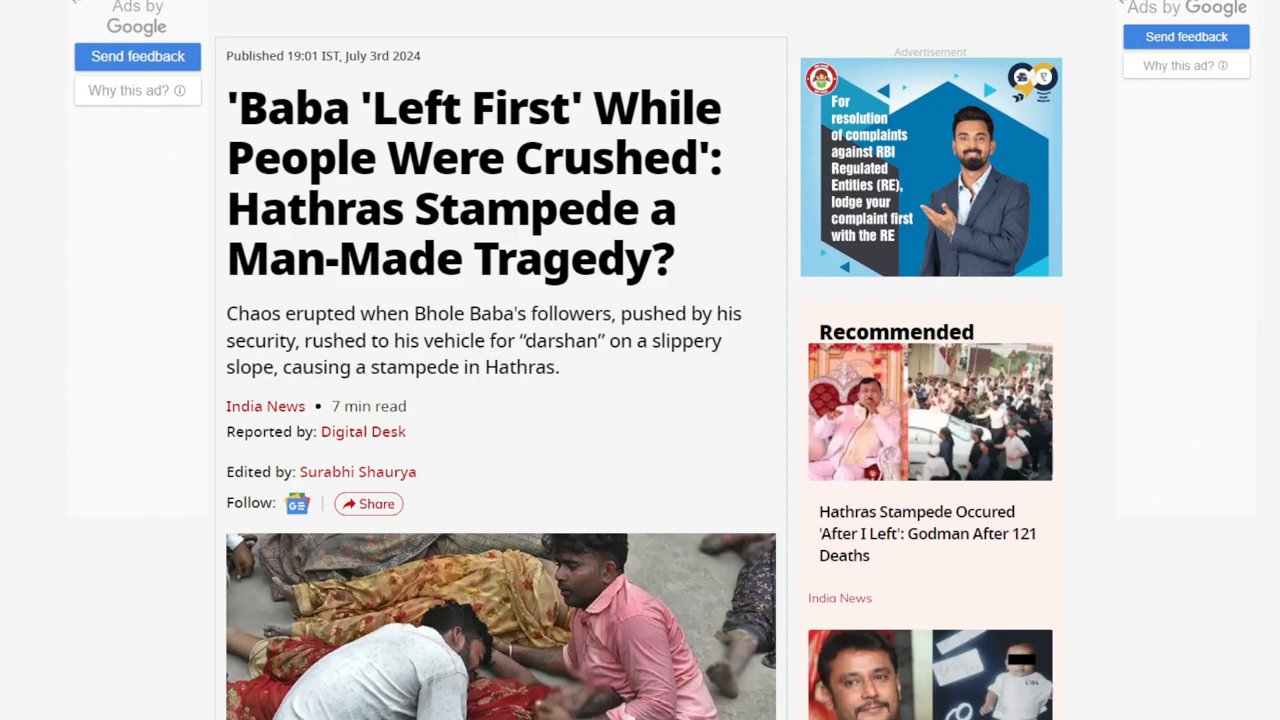 Ads by
Google
Send feedback
Why this ad?
Published 19:01 IST, July 3rd 2024
'Baba 'Left First' While
People Were Crushed':
Hathras Stampede a
Man-Made Tragedy?
Chaos erupted when Bhole Baba's followers, pushed by his
security, rushed to his vehicle for “darshan” on a slippery
slope, causing a stampede in Hathras.
India News • 7 min read
Reported by: Digital Desk
Edited by: Surabhi Shaurya
Follow: GE | Share
Advertisement
For
resolution
of complaints
against RBI
Regulated
Entities (RE),
lodge your
complaint first
with the RE
Recommended
Hathras Stampede Occured
'After I Left': Godman After 121
Deaths
India News
Ads by Google
Send feedback
Why this ad?